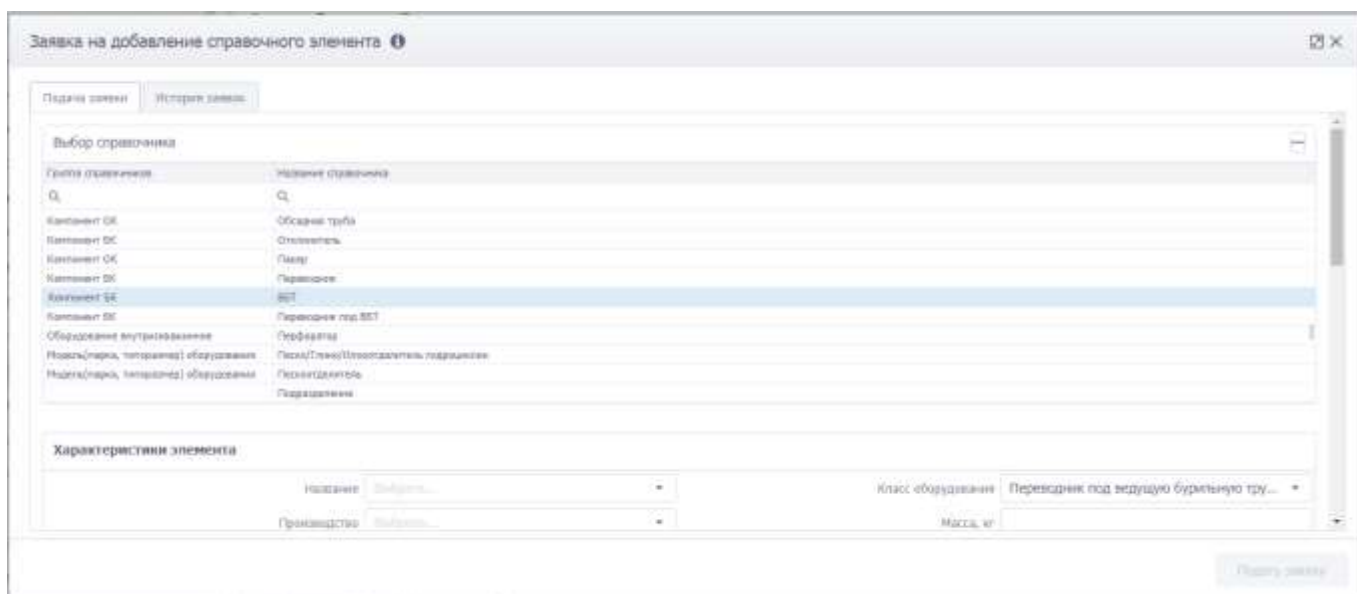 Заявка на добавление справочного элемента
Подача заявки История заявок
Выбор справочника
Группа справочников Название справочника
Компонент ОК Обсадная труба
Компонент БК Отклонитель
Компонент ОК Пакер
Компонент БК Переводник
Компонент БК ВБТ
Компонент БК Переводник под ВБТ
Оборудование внутрискважинное Перфоратор
Модель(марка, типоразмер) оборудования Песко/Глино/Илоотделитель
Модель(марка, типоразмер) оборудования Пескоотделитель
Подразделение
Характеристики элемента
Название Выберите... Класс оборудования Переводник под ведущую бурильную тру...
Производство Выберите... Масса, кг
Подать заявку